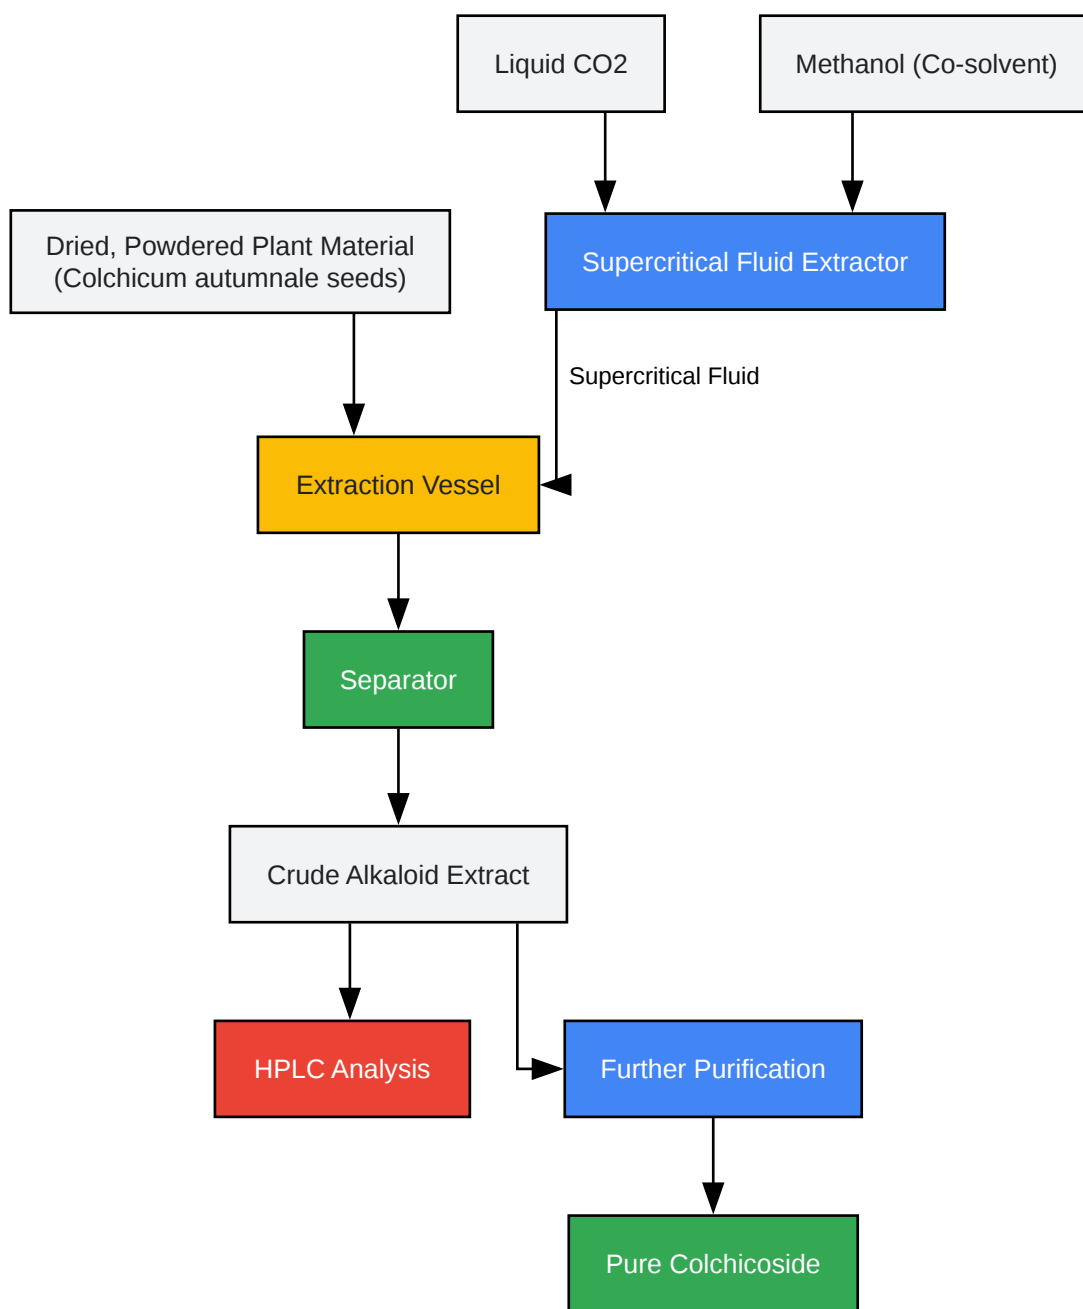 Liquid CO2
Methanol (Co-solvent)
Dried, Powdered Plant Material
(Colchicum autumnale seeds)
Supercritical Fluid Extractor
Supercritical Fluid
Extraction Vessel
Separator
Crude Alkaloid Extract
HPLC Analysis
Further Purification
Pure Colchicoside